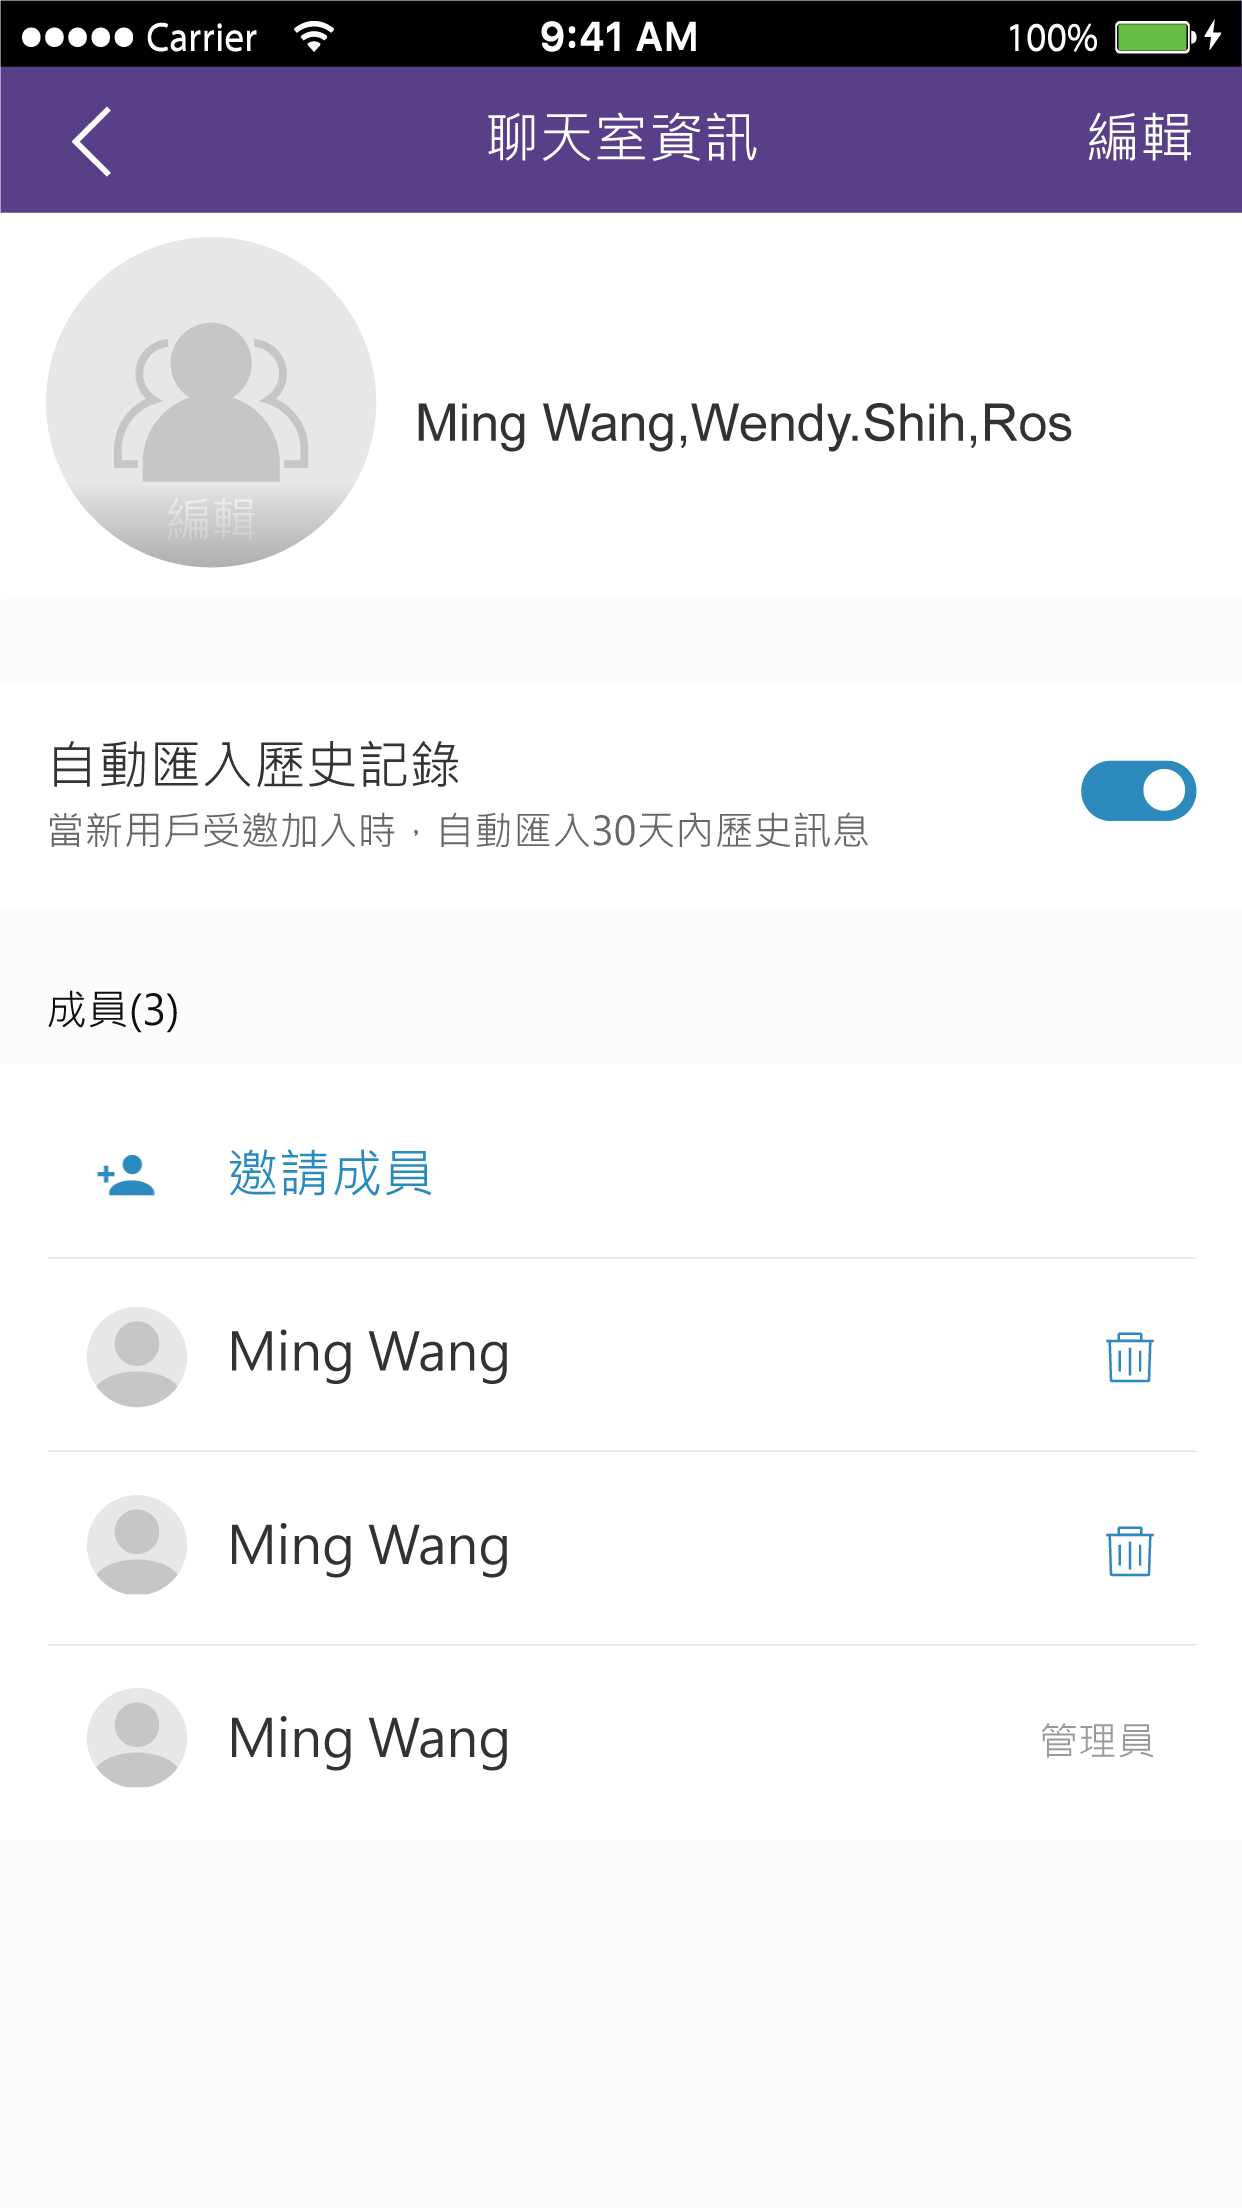 Carrier 9:41 AM 100%
聊天室資訊 編輯
Ming Wang,Wendy.Shih,Ros
編輯
自動匯入歷史記錄
當新用戶受邀加入時，自動匯入30天內歷史訊息
成員(3)
邀請成員
Ming Wang
Ming Wang
Ming Wang 管理員